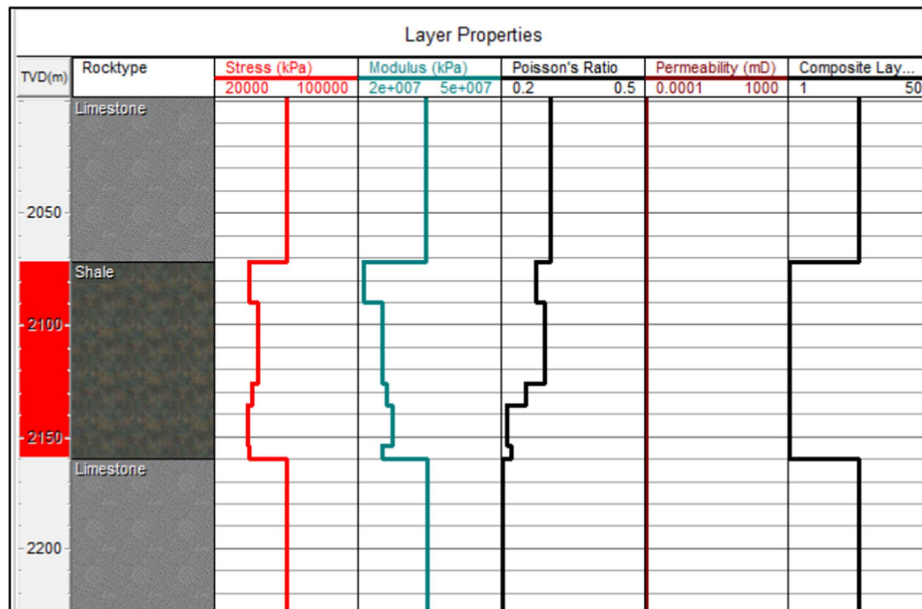 Layer Properties
TVD(m) Rocktype Stress (kPa) Modulus (kPa) Poisson's Ratio Permeability (mD) Composite Lay...
20000 100000 2e+007 5e+007 0.2 0.5 0.0001 1000 1 50
Limestone
2050
Shale
2100
2150
Limestone
2200